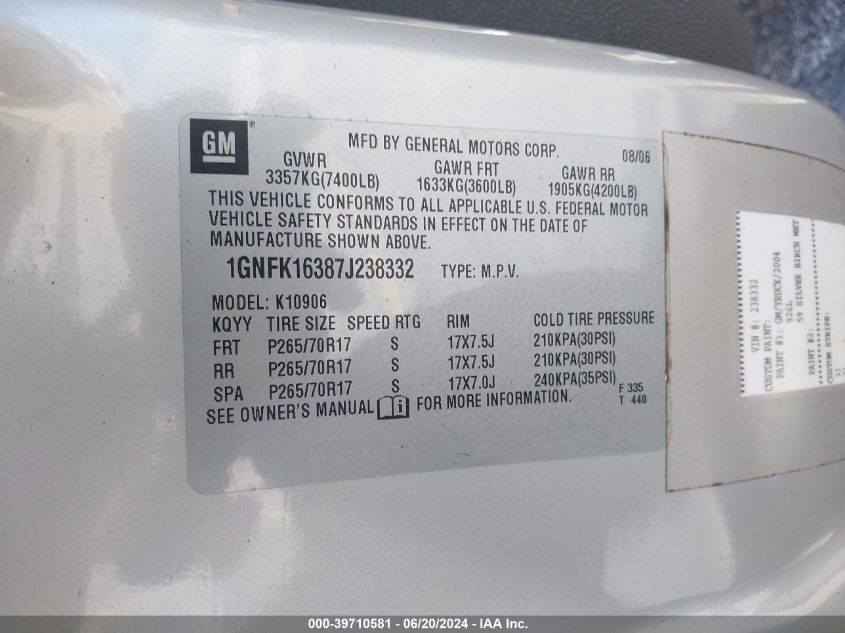 GM ®
MFD BY GENERAL MOTORS CORP. 08/06
GVWR GAWR FRT GAWR RR
3357KG(7400LB) 1633KG(3600LB) 1905KG(4200LB)
THIS VEHICLE CONFORMS TO ALL APPLICABLE U.S. FEDERAL MOTOR
VEHICLE SAFETY STANDARDS IN EFFECT ON THE DATE OF
MANUFACTURE SHOWN ABOVE.
1GNFK16387J238332 TYPE: M.P.V.
MODEL: K10906
KQYY TIRE SIZE SPEED RTG RIM COLD TIRE PRESSURE
FRT P265/70R17 S 17X7.5J 210KPA(30PSI)
RR P265/70R17 S 17X7.5J 210KPA(30PSI)
SPA P265/70R17 S 17X7.0J 240KPA(35PSI) F 335
SEE OWNER'S MANUAL i FOR MORE INFORMATION. T 440
VIN #: 238332
CUSTOM PAINT:
PAINT #1: GM/TRUCK/2004
926L
59 SILVER BIRCH MET
PAINT #2:
CUSTOM STRIPE:
000-39710581 - 06/20/2024 - IAA Inc.